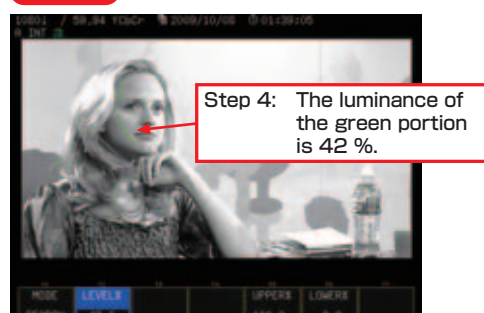 1080i / 59.94 YCbCr 2009/10/08 01:39:05
A INT
Step 4: The luminance of
the green portion
is 42 %.
MODE LEVEL% UPPER% LOWER%